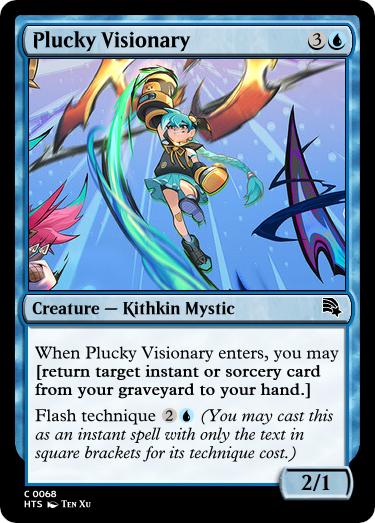 Plucky Visionary 3
Creature — Kithkin Mystic
When Plucky Visionary enters, you may
[return target instant or sorcery card
from your graveyard to your hand.]
Flash technique 2 (You may cast this
as an instant spell with only the text in
square brackets for its technique cost.)
2/1
C 0068
HTS Ten Xu